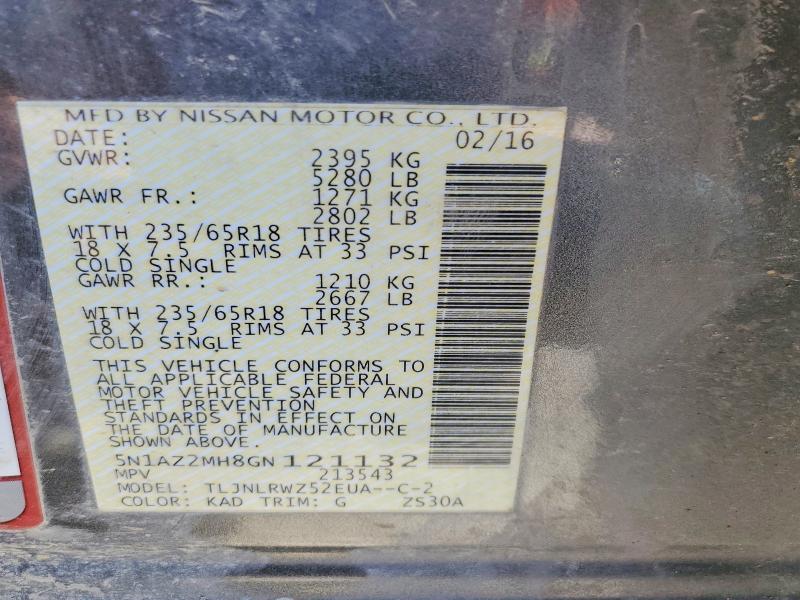 MFD BY NISSAN MOTOR CO., LTD.
DATE: 02/16
GVWR: 2395 KG
5280 LB
GAWR FR.: 1271 KG
2802 LB
WITH 235/65R18 TIRES
18 X 7.5 RIMS AT 33 PSI
COLD SINGLE
GAWR RR.: 1210 KG
2667 LB
WITH 235/65R18 TIRES
18 X 7.5 RIMS AT 33 PSI
COLD SINGLE
THIS VEHICLE CONFORMS TO
ALL APPLICABLE FEDERAL
MOTOR VEHICLE SAFETY AND
THEFT PREVENTION
STANDARDS IN EFFECT ON
THE DATE OF MANUFACTURE
SHOWN ABOVE.
5N1AZ2MH8GN121132
MPV 213543
MODEL: TLJNLRWZ52EUA--C-2
COLOR: KAD TRIM: G ZS30A